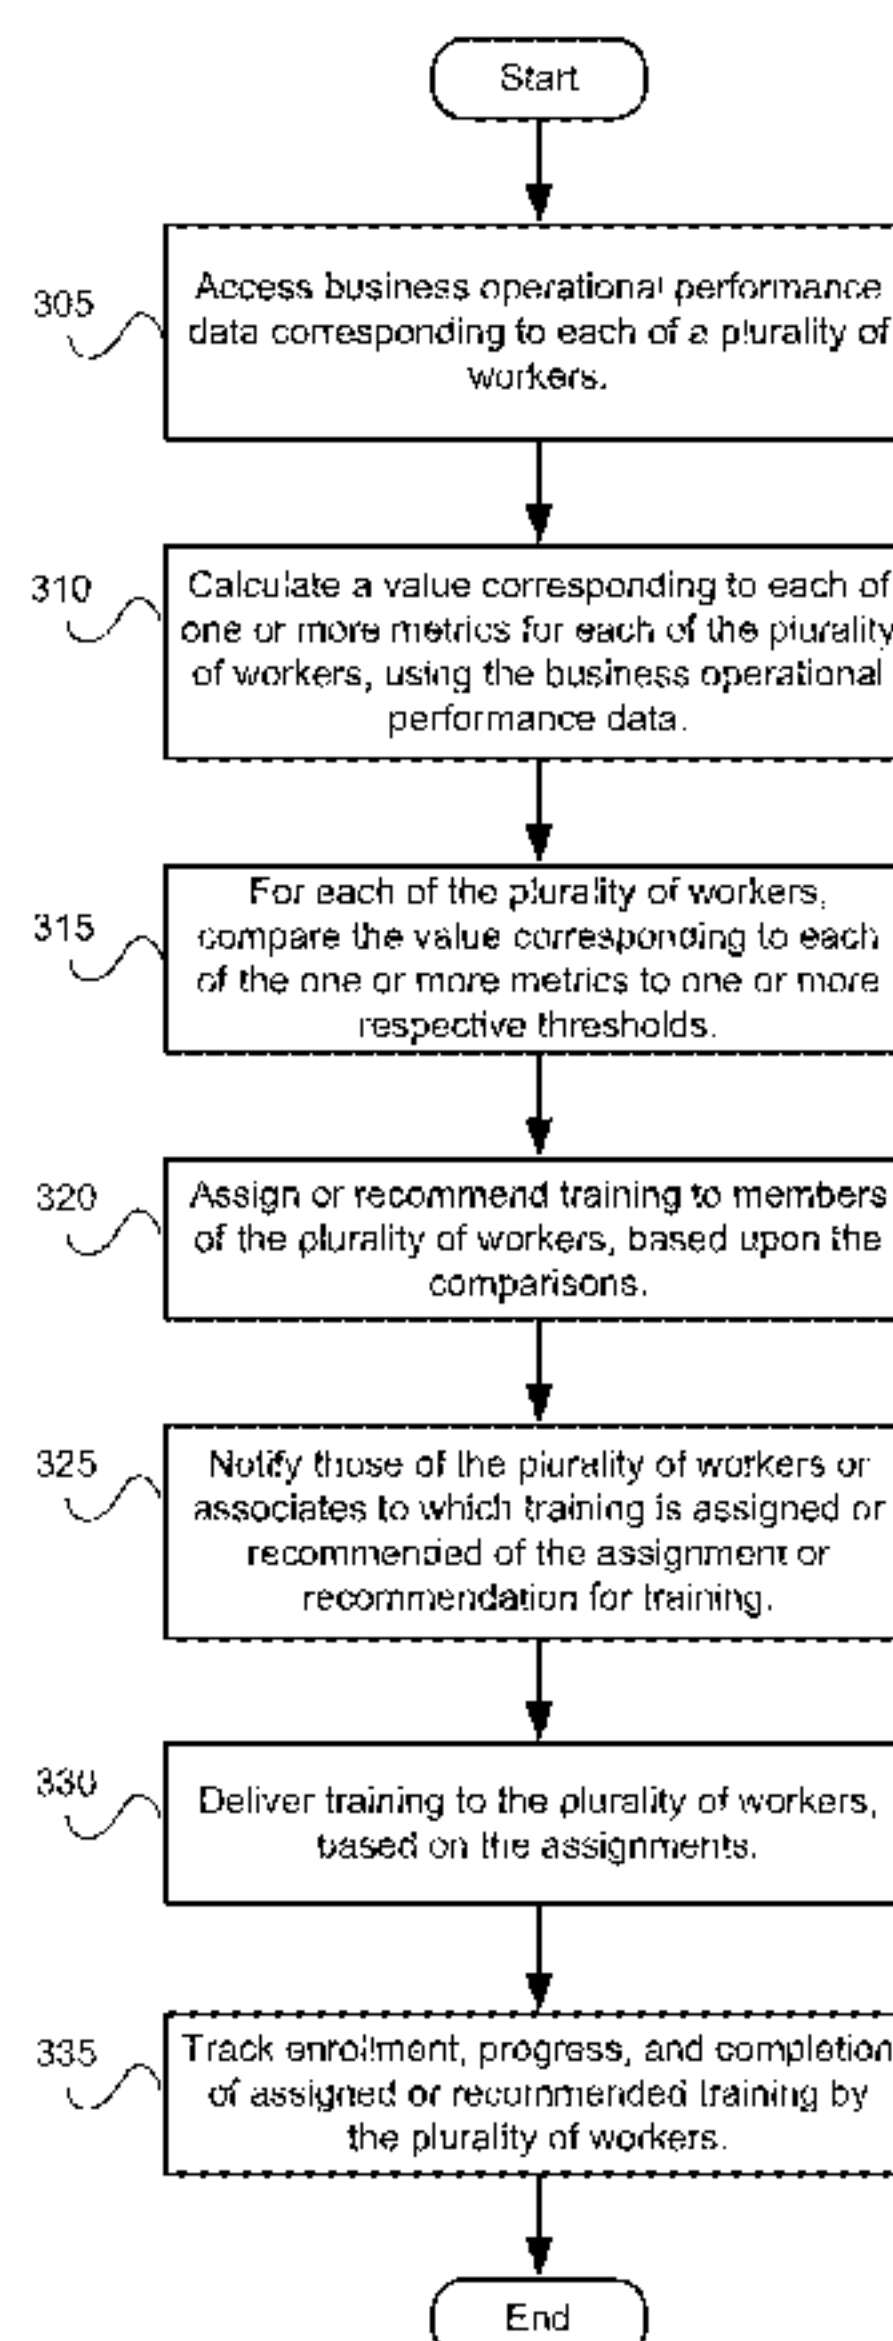 Start
305
Access business operational performance
data corresponding to each of a plurality of
workers.
310
Calculate a value corresponding to each of
one or more metrics for each of the plurality
of workers, using the business operational
performance data.
315
For each of the plurality of workers,
compare the value corresponding to each
of the one or more metrics to one or more
respective thresholds.
320
Assign or recommend training to members
of the plurality of workers, based upon the
comparisons.
325
Notify those of the plurality of workers or
associates to which training is assigned or
recommended of the assignment or
recommendation for training.
330
Deliver training to the plurality of workers,
based on the assignments.
335
Track enrollment, progress, and completion
of assigned or recommended training by
the plurality of workers.
End